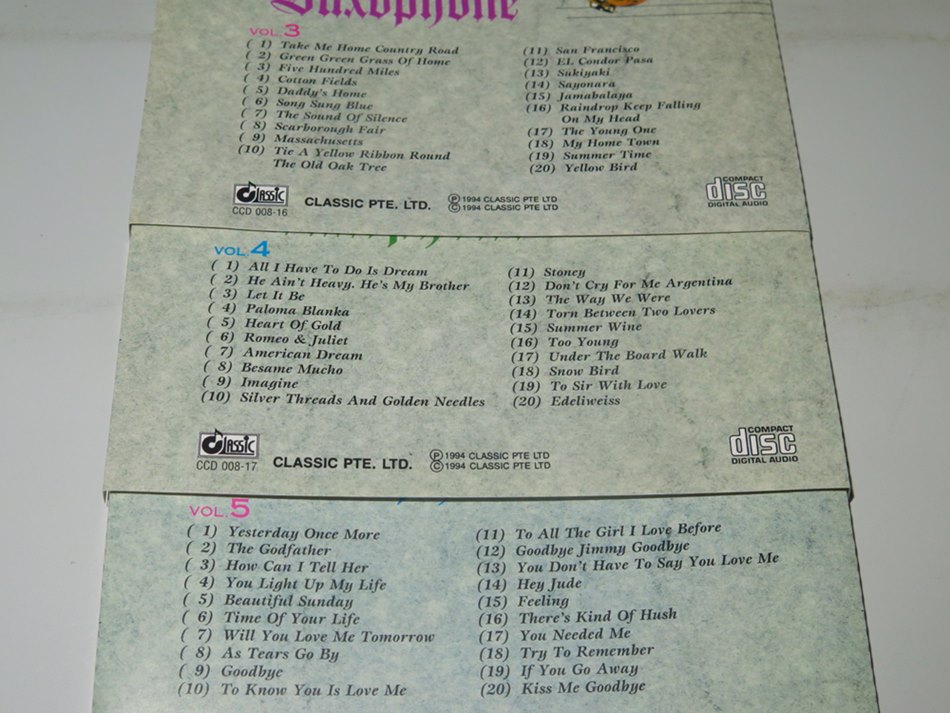 Saxophone
VOL. 3
( 1) Take Me Home Country Road
( 2) Green Green Grass Of Home
( 3) Five Hundred Miles
( 4) Cotton Fields
( 5) Daddy's Home
( 6) Song Sung Blue
( 7) The Sound Of Silence
( 8) Scarborough Fair
( 9) Massachusetts
(10) Tie A Yellow Ribbon Round
The Old Oak Tree
(11) San Francisco
(12) EL Condor Pasa
(13) Sukiyaki
(14) Sayonara
(15) Jamabalaya
(16) Raindrop Keep Falling
On My Head
(17) The Young One
(18) My Home Town
(19) Summer Time
(20) Yellow Bird
Classic
CCD 008-16
CLASSIC PTE. LTD.
Ⓟ1994 CLASSIC PTE LTD
©1994 CLASSIC PTE LTD
COMPACT
disc
DIGITAL AUDIO
VOL. 4
( 1) All I Have To Do Is Dream
( 2) He Ain't Heavy. He's My Brother
( 3) Let It Be
( 4) Paloma Blanka
( 5) Heart Of Gold
( 6) Romeo & Juliet
( 7) American Dream
( 8) Besame Mucho
( 9) Imagine
(10) Silver Threads And Golden Needles
(11) Stoney
(12) Don't Cry For Me Argentina
(13) The Way We Were
(14) Torn Between Two Lovers
(15) Summer Wine
(16) Too Young
(17) Under The Board Walk
(18) Snow Bird
(19) To Sir With Love
(20) Edeliweiss
Classic
CCD 008-17
CLASSIC PTE. LTD.
Ⓟ1994 CLASSIC PTE LTD
©1994 CLASSIC PTE LTD
COMPACT
disc
DIGITAL AUDIO
VOL. 5
( 1) Yesterday Once More
( 2) The Godfather
( 3) How Can I Tell Her
( 4) You Light Up My Life
( 5) Beautiful Sunday
( 6) Time Of Your Life
( 7) Will You Love Me Tomorrow
( 8) As Tears Go By
( 9) Goodbye
(10) To Know You Is Love Me
(11) To All The Girl I Love Before
(12) Goodbye Jimmy Goodbye
(13) You Don't Have To Say You Love Me
(14) Hey Jude
(15) Feeling
(16) There's Kind Of Hush
(17) You Needed Me
(18) Try To Remember
(19) If You Go Away
(20) Kiss Me Goodbye